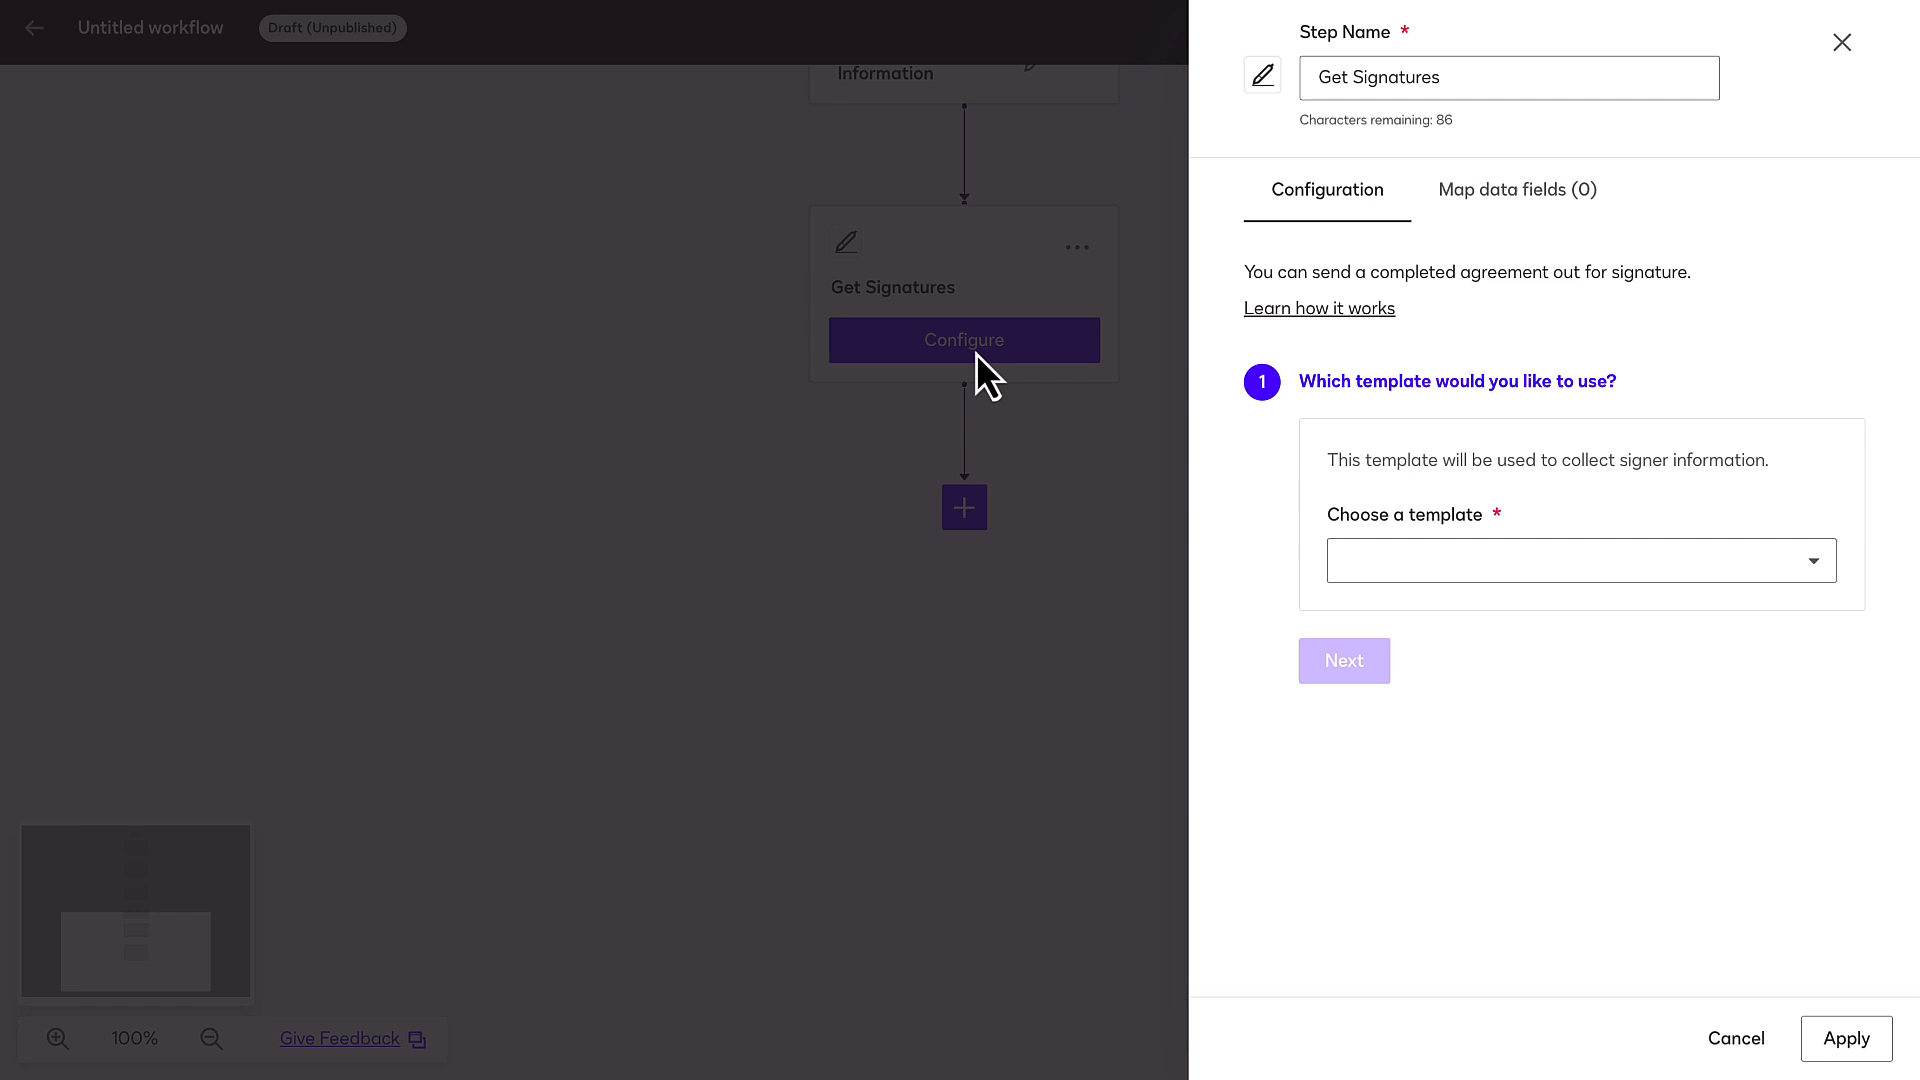 Untitled workflow
Draft (Unpublished)
Information
Get Signatures
Configure
100%
Give Feedback
Step Name *
Get Signatures
Characters remaining: 86
Configuration
Map data fields (0)
You can send a completed agreement out for signature.
Learn how it works
1 Which template would you like to use?
This template will be used to collect signer information.
Choose a template *
Next
Cancel
Apply